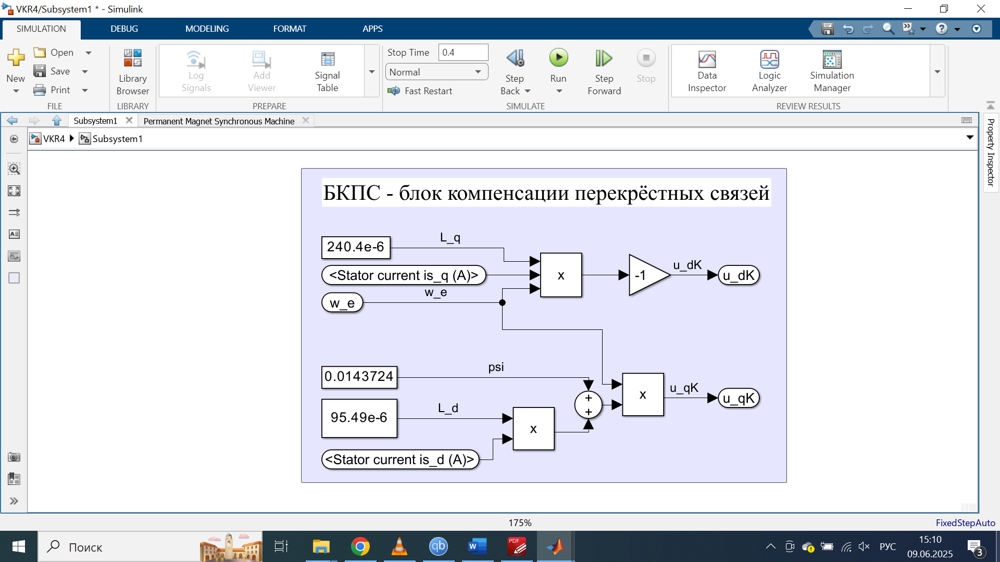 VKR4/Subsystem1 * - Simulink
SIMULATION DEBUG MODELING FORMAT APPS
New
Open
Save
Print
FILE
Library
Browser
LIBRARY
Log
Signals
Add
Viewer
Signal
Table
PREPARE
Stop Time 0.4
Normal
Fast Restart
Step
Back
Run
Step
Forward
Stop
SIMULATE
Data
Inspector
Logic
Analyzer
Simulation
Manager
REVIEW RESULTS
Subsystem1
Permanent Magnet Synchronous Machine
Property Inspector
VKR4 Subsystem1
БКПС - блок компенсации перекрёстных связей
L_q
240.4e-6
<Stator current is_q (A)>
w_e
w_e
x
-1
u_dK
u_dK
psi
0.0143724
L_d
95.49e-6
<Stator current is_d (A)>
x
+
+
x
u_qK
u_qK
175%
FixedStepAuto
Поиск
qb
W
PDF
РУС
15:10
09.06.2025
3